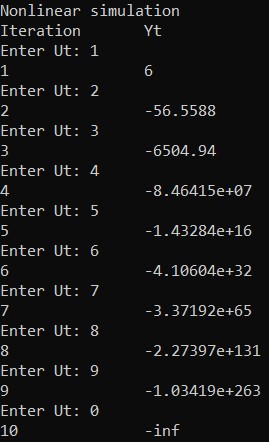 Nonlinear simulation
Iteration Yt
Enter Ut: 1
1 6
Enter Ut: 2
2 -56.5588
Enter Ut: 3
3 -6504.94
Enter Ut: 4
4 -8.46415e+07
Enter Ut: 5
5 -1.43284e+16
Enter Ut: 6
6 -4.10604e+32
Enter Ut: 7
7 -3.37192e+65
Enter Ut: 8
8 -2.27397e+131
Enter Ut: 9
9 -1.03419e+263
Enter Ut: 0
10 -inf